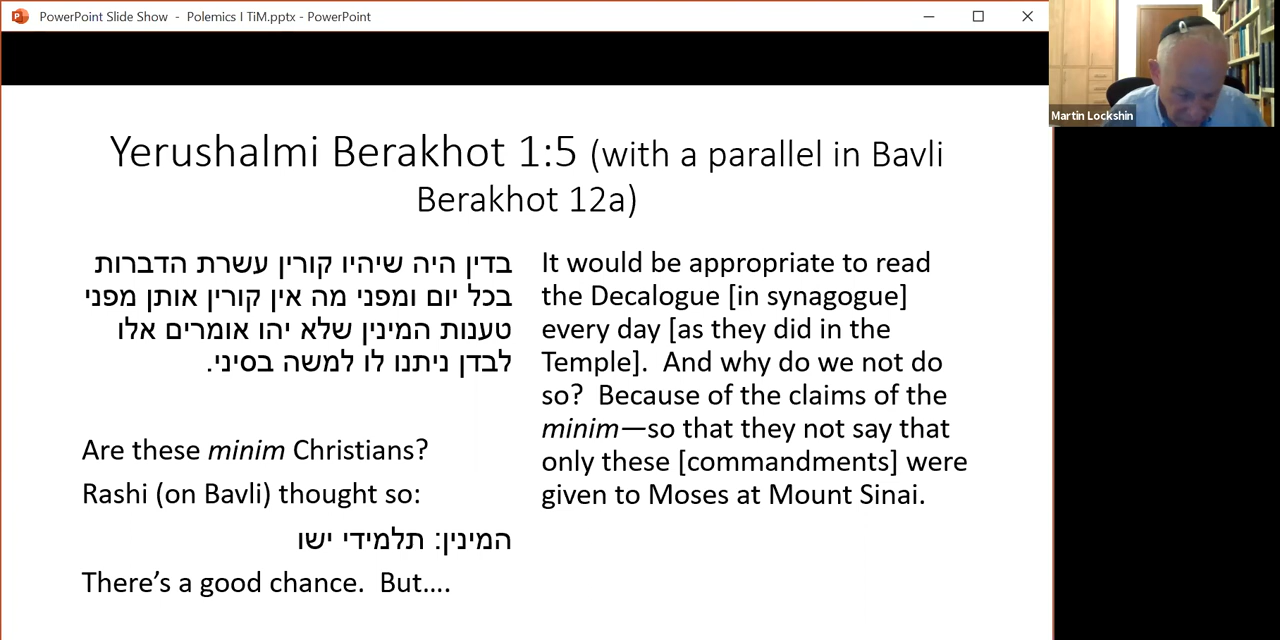 PowerPoint Slide Show - Polemics I TiM.pptx - PowerPoint
Martin Lockshin
Yerushalmi Berakhot 1:5 (with a parallel in Bavli
Berakhot 12a)
בדין היה שיהיו קורין עשרת הדברות
בכל יום ומפני מה אין קורין אותן מפני
טענות המינין שלא יהו אומרים אלו
לבדן ניתנו לו למשה בסיני.
Are these minim Christians?
Rashi (on Bavli) thought so:
המינין: תלמידי ישו
There's a good chance. But....
It would be appropriate to read
the Decalogue [in synagogue]
every day [as they did in the
Temple]. And why do we not do
so? Because of the claims of the
minim—so that they not say that
only these [commandments] were
given to Moses at Mount Sinai.